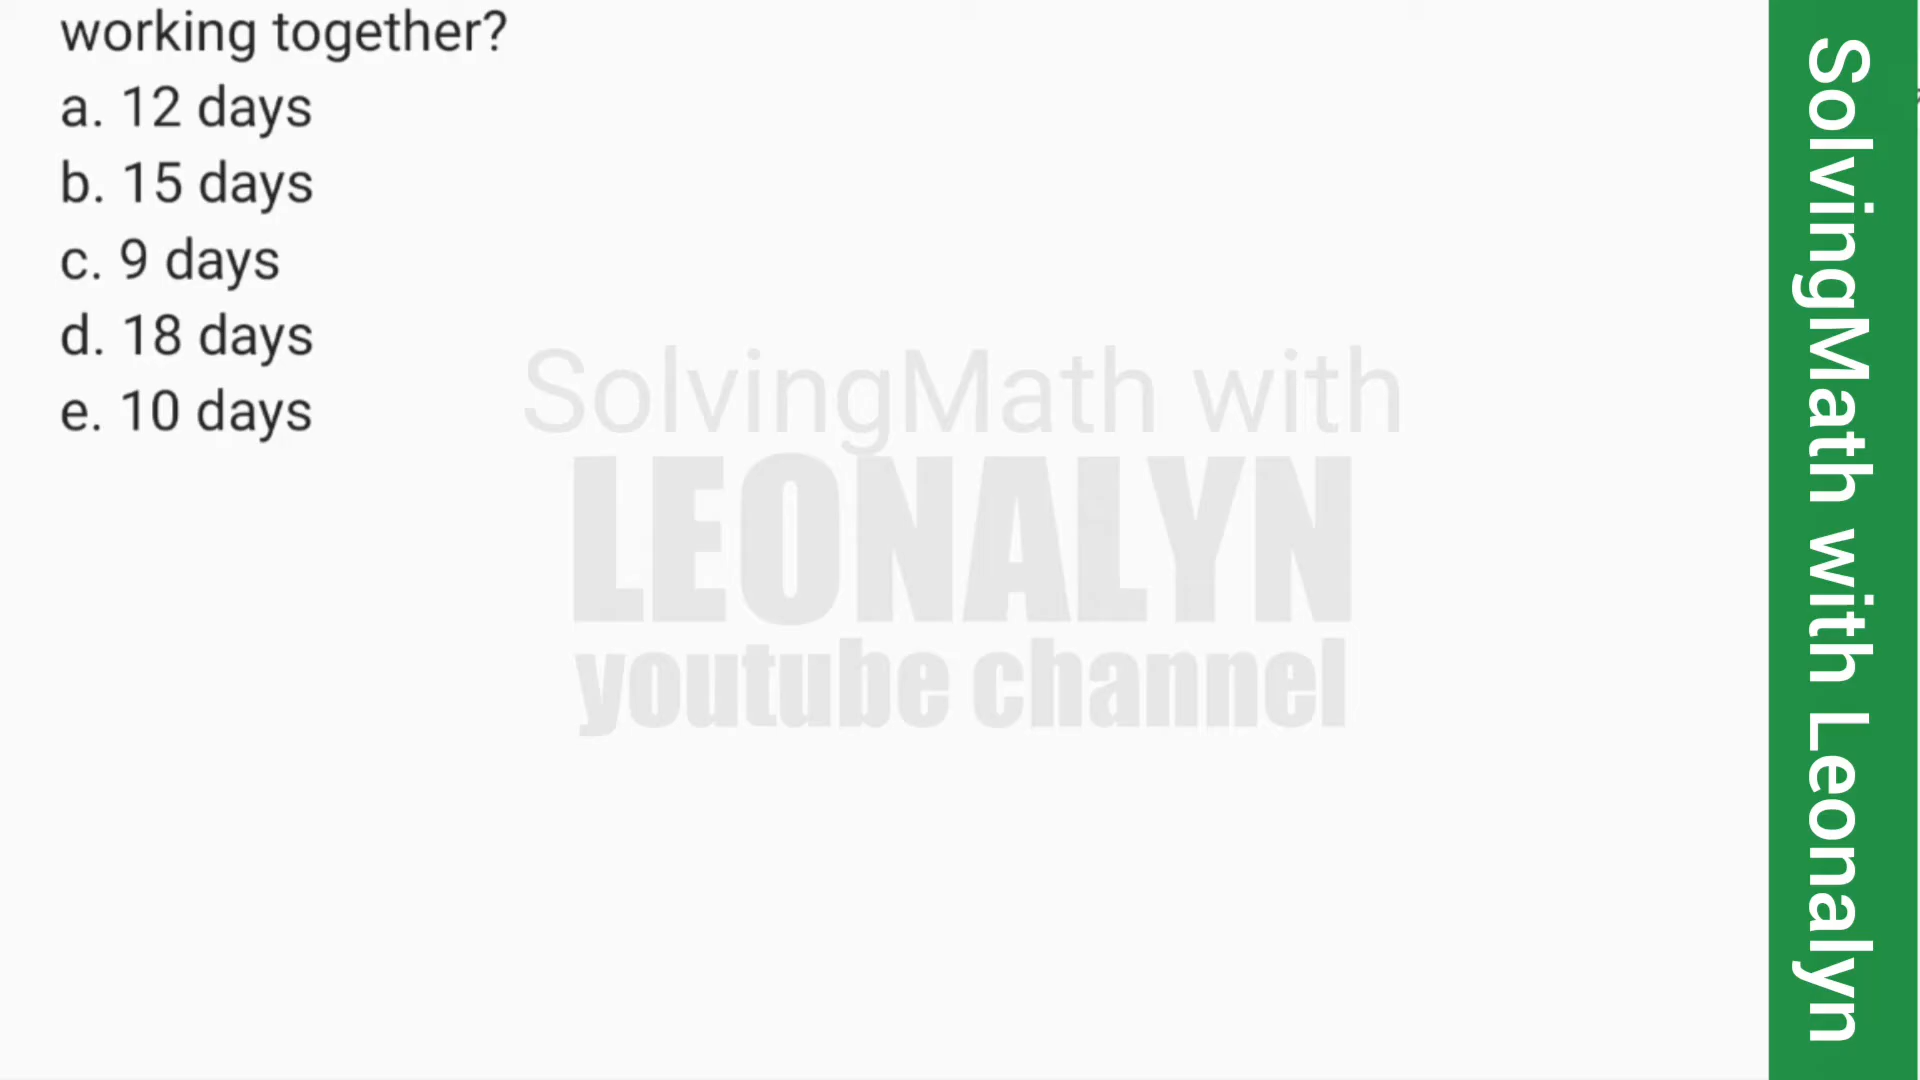 working together?
a. 12 days
b. 15 days
c. 9 days
d. 18 days
e. 10 days
SolvingMath with
LEONALYN
youtube channel
SolvingMath with Leonalyn